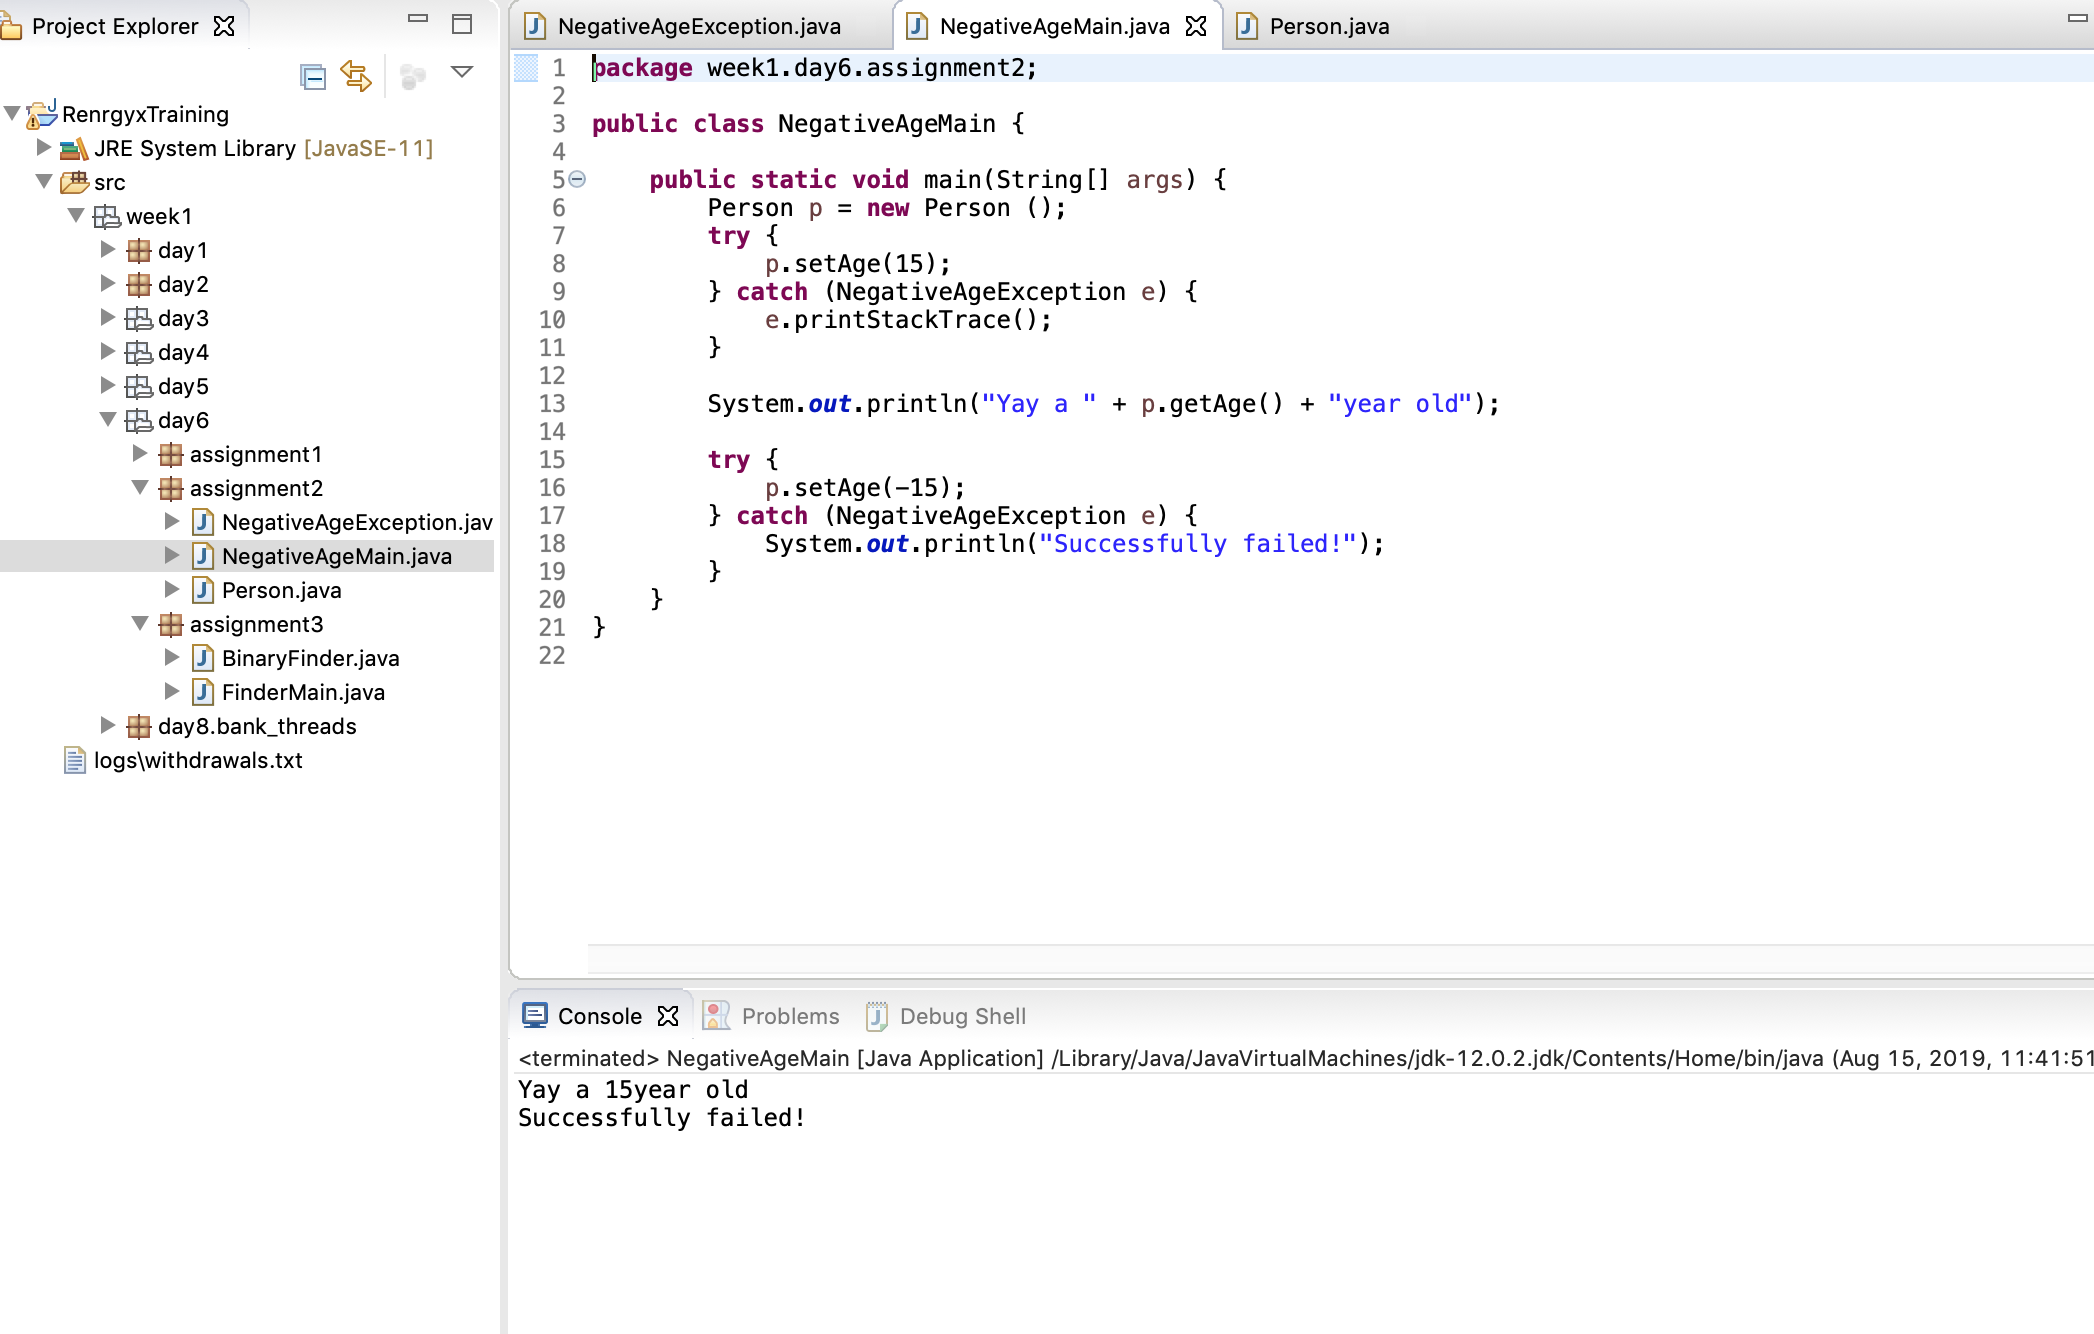 Project Explorer
RenrgyxTraining
JRE System Library [JavaSE-11]
src
week1
day1
day2
day3
day4
day5
day6
assignment1
assignment2
NegativeAgeException.jav
NegativeAgeMain.java
Person.java
assignment3
BinaryFinder.java
FinderMain.java
day8.bank_threads
logs\withdrawals.txt
NegativeAgeException.java NegativeAgeMain.java Person.java
1 package week1.day6.assignment2;
2
3 public class NegativeAgeMain {
4
5     public static void main(String[] args) {
6         Person p = new Person ();
7         try {
8             p.setAge(15);
9         } catch (NegativeAgeException e) {
10             e.printStackTrace();
11         }
12
13         System.out.println("Yay a " + p.getAge() + "year old");
14
15         try {
16             p.setAge(-15);
17         } catch (NegativeAgeException e) {
18             System.out.println("Successfully failed!");
19         }
20     }
21 }
22
Console Problems Debug Shell
<terminated> NegativeAgeMain [Java Application] /Library/Java/JavaVirtualMachines/jdk-12.0.2.jdk/Contents/Home/bin/java (Aug 15, 2019, 11:41:51
Yay a 15year old
Successfully failed!